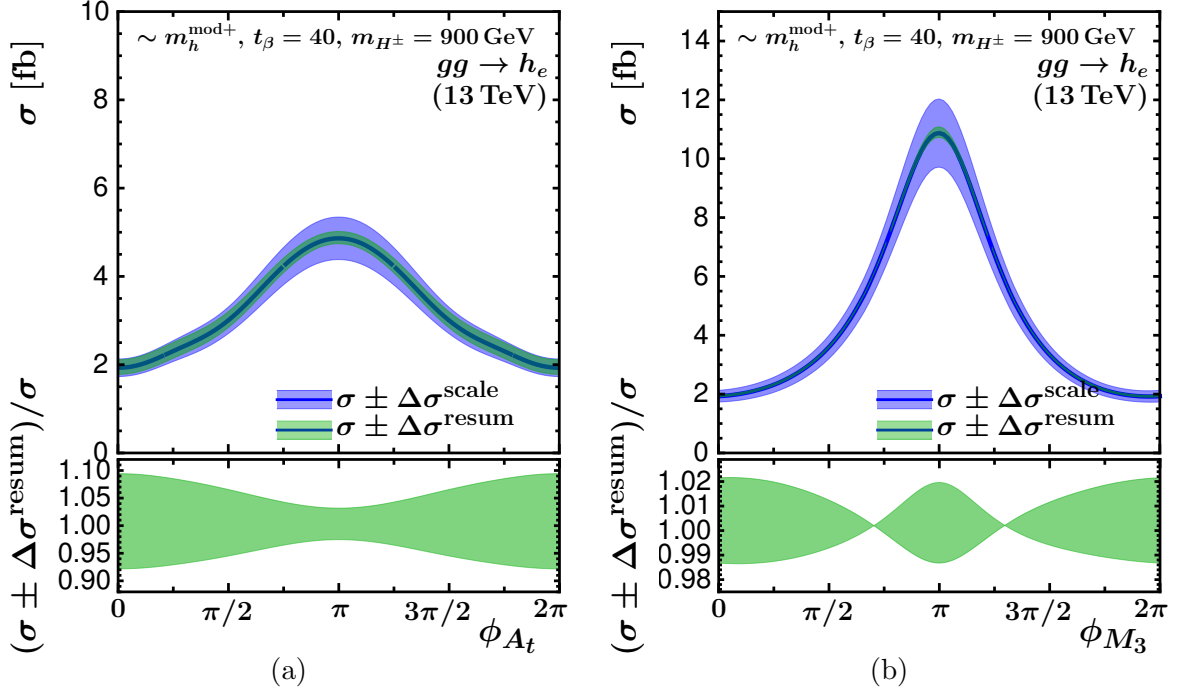 ∼ m_h^{mod+}, t_β = 40, m_{H^±} = 900 GeV
gg → h_e
(13 TeV)
σ [fb]
10
8
6
4
2
0
σ ± Δσ^{scale}
σ ± Δσ^{resum}
(σ ± Δσ^{resum})/σ
1.10
1.05
1.00
0.95
0.90
0 π/2 π 3π/2 2π
ϕ_{A_t}
(a)
∼ m_h^{mod+}, t_β = 40, m_{H^±} = 900 GeV
gg → h_e
(13 TeV)
σ [fb]
14
12
10
8
6
4
2
0
σ ± Δσ^{scale}
σ ± Δσ^{resum}
(σ ± Δσ^{resum})/σ
1.02
1.01
1.00
0.99
0.98
0 π/2 π 3π/2 2π
ϕ_{M_3}
(b)